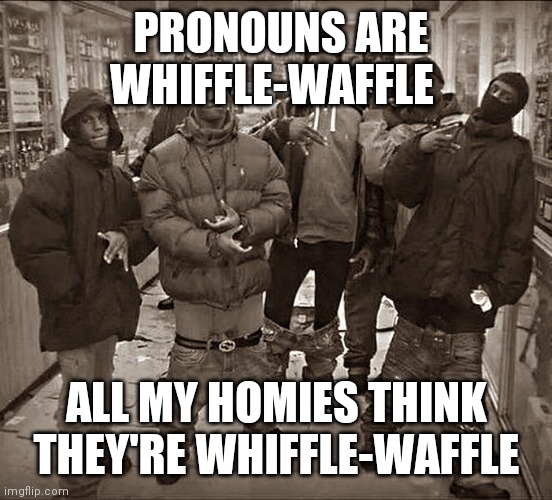 PRONOUNS ARE
WHIFFLE-WAFFLE
ALL MY HOMIES THINK
THEY'RE WHIFFLE-WAFFLE
imgflip.com